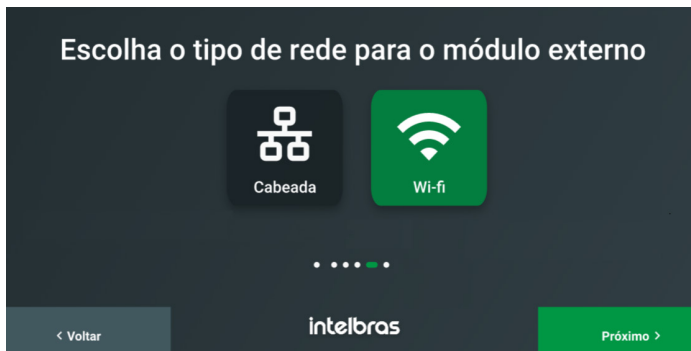 Escolha o tipo de rede para o módulo externo
Cabeada
Wi-fi
< Voltar
intelbras
Próximo >